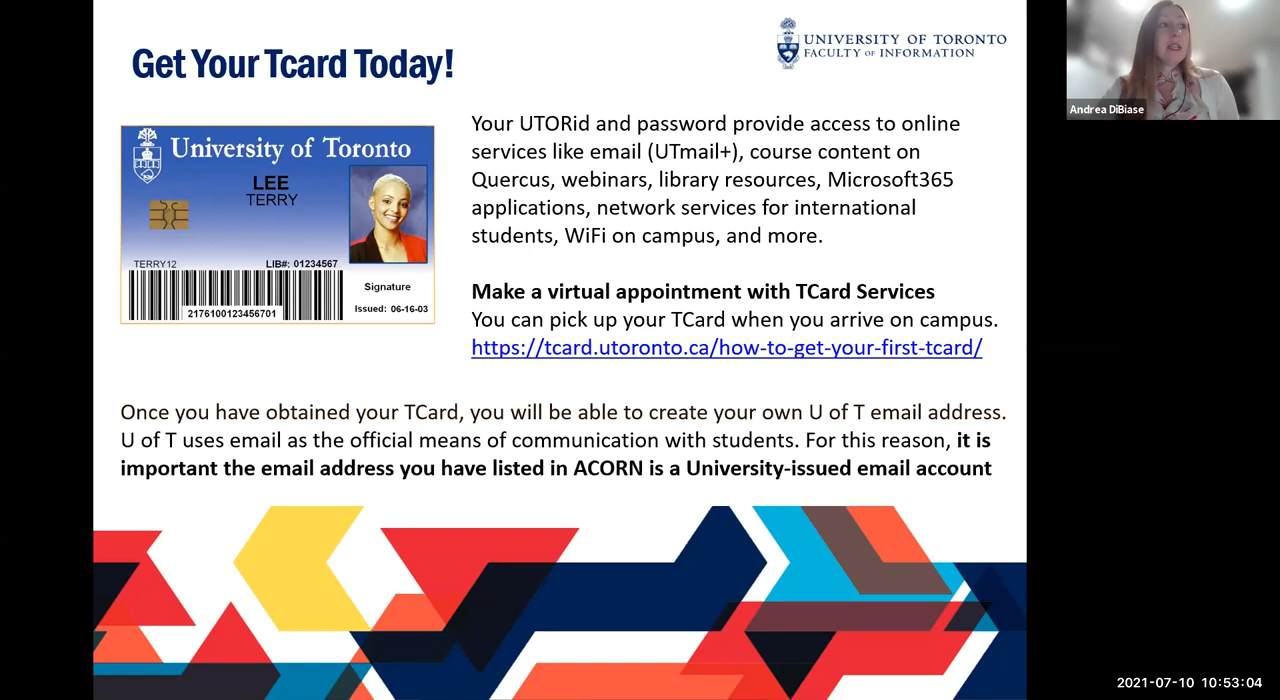 Get Your Tcard Today!
UNIVERSITY OF TORONTO
FACULTY OF INFORMATION
Andrea DiBiase
University of Toronto
LEE
TERRY
TERRY12
LIB#: 01234567
2176100123456701
Signature
Issued: 06-16-03
Your UTORid and password provide access to online
services like email (UTmail+), course content on
Quercus, webinars, library resources, Microsoft365
applications, network services for international
students, WiFi on campus, and more.
Make a virtual appointment with TCard Services
You can pick up your TCard when you arrive on campus.
https://tcard.utoronto.ca/how-to-get-your-first-tcard/
Once you have obtained your TCard, you will be able to create your own U of T email address.
U of T uses email as the official means of communication with students. For this reason, it is
important the email address you have listed in ACORN is a University-issued email account
2021-07-10 10:53:04